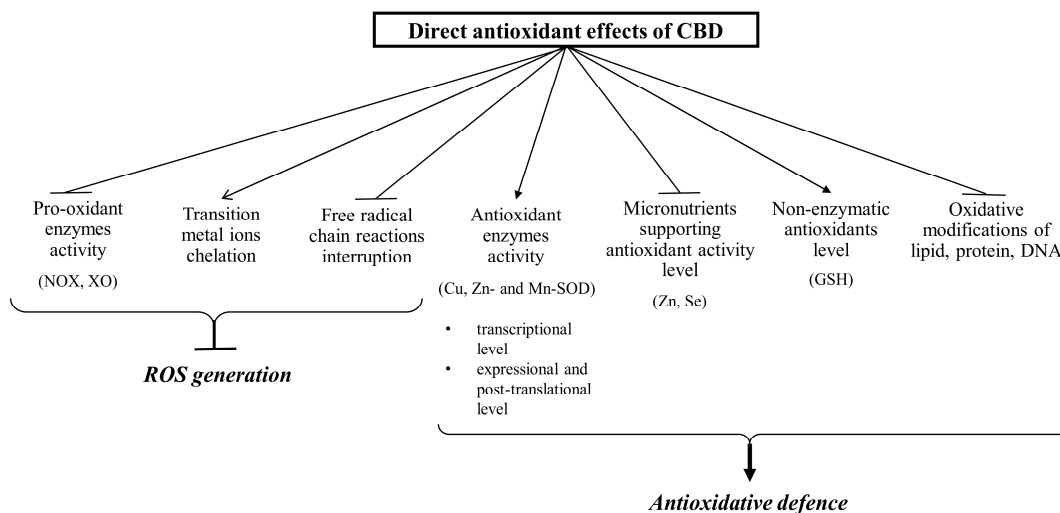 Direct antioxidant effects of CBD
Pro-oxidant
enzymes
activity
(NOX, XO)
Transition
metal ions
chelation
Free radical
chain reactions
interruption
Antioxidant
enzymes
activity
(Cu, Zn- and Mn-SOD)
• transcriptional
level
• expressional and
post-translational
level
Micronutrients
supporting
antioxidant activity
level
(Zn, Se)
Non-enzymatic
antioxidants
level
(GSH)
Oxidative
modifications of
lipid, protein, DNA
ROS generation
Antioxidative defence